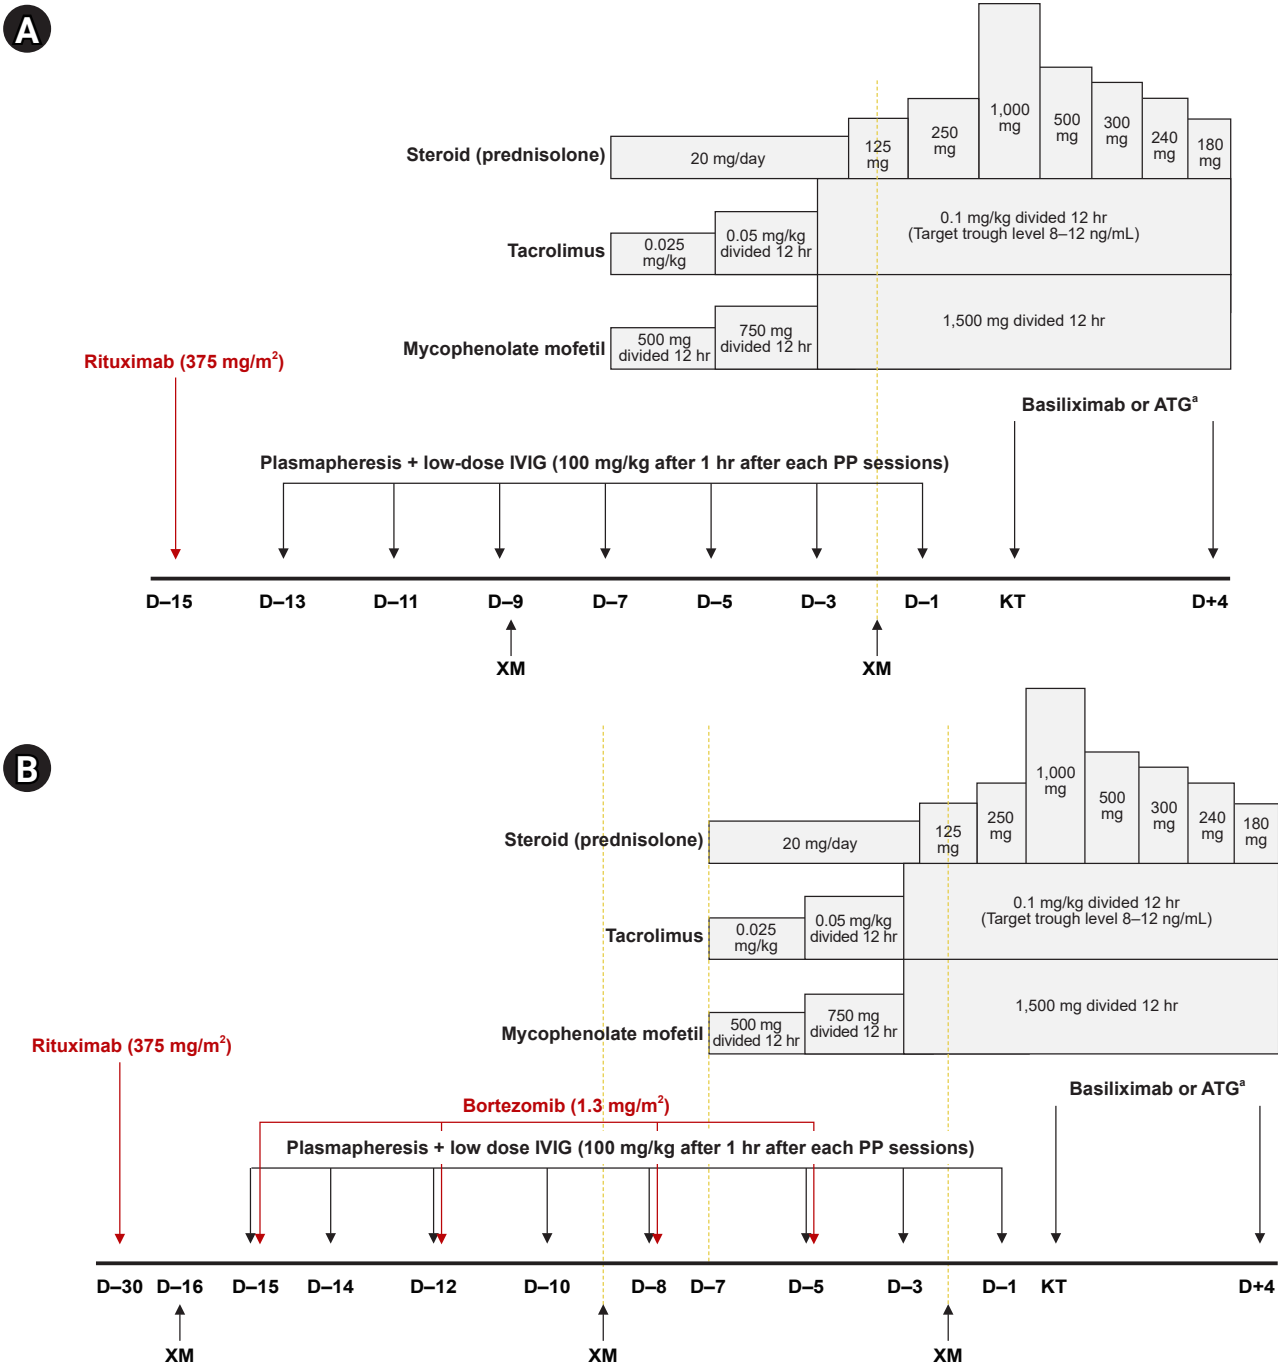 A
Steroid (prednisolone)
20 mg/day
125
mg
250
mg
1,000
mg
500
mg
300
mg
240
mg
180
mg
Tacrolimus
0.025
mg/kg
0.05 mg/kg
divided 12 hr
0.1 mg/kg divided 12 hr
(Target trough level 8–12 ng/mL)
Mycophenolate mofetil
500 mg
divided 12 hr
750 mg
divided 12 hr
1,500 mg divided 12 hr
Rituximab (375 mg/m²)
Basiliximab or ATGᵃ
Plasmapheresis + low-dose IVIG (100 mg/kg after 1 hr after each PP sessions)
D–15 D–13 D–11 D–9 D–7 D–5 D–3 D–1 KT D+4
XM XM
B
Steroid (prednisolone)
20 mg/day
125
mg
250
mg
1,000
mg
500
mg
300
mg
240
mg
180
mg
Tacrolimus
0.025
mg/kg
0.05 mg/kg
divided 12 hr
0.1 mg/kg divided 12 hr
(Target trough level 8–12 ng/mL)
Mycophenolate mofetil
500 mg
divided 12 hr
750 mg
divided 12 hr
1,500 mg divided 12 hr
Rituximab (375 mg/m²)
Basiliximab or ATGᵃ
Bortezomib (1.3 mg/m²)
Plasmapheresis + low dose IVIG (100 mg/kg after 1 hr after each PP sessions)
D–30 D–16 D–15 D–14 D–12 D–10 D–8 D–7 D–5 D–3 D–1 KT D+4
XM XM XM